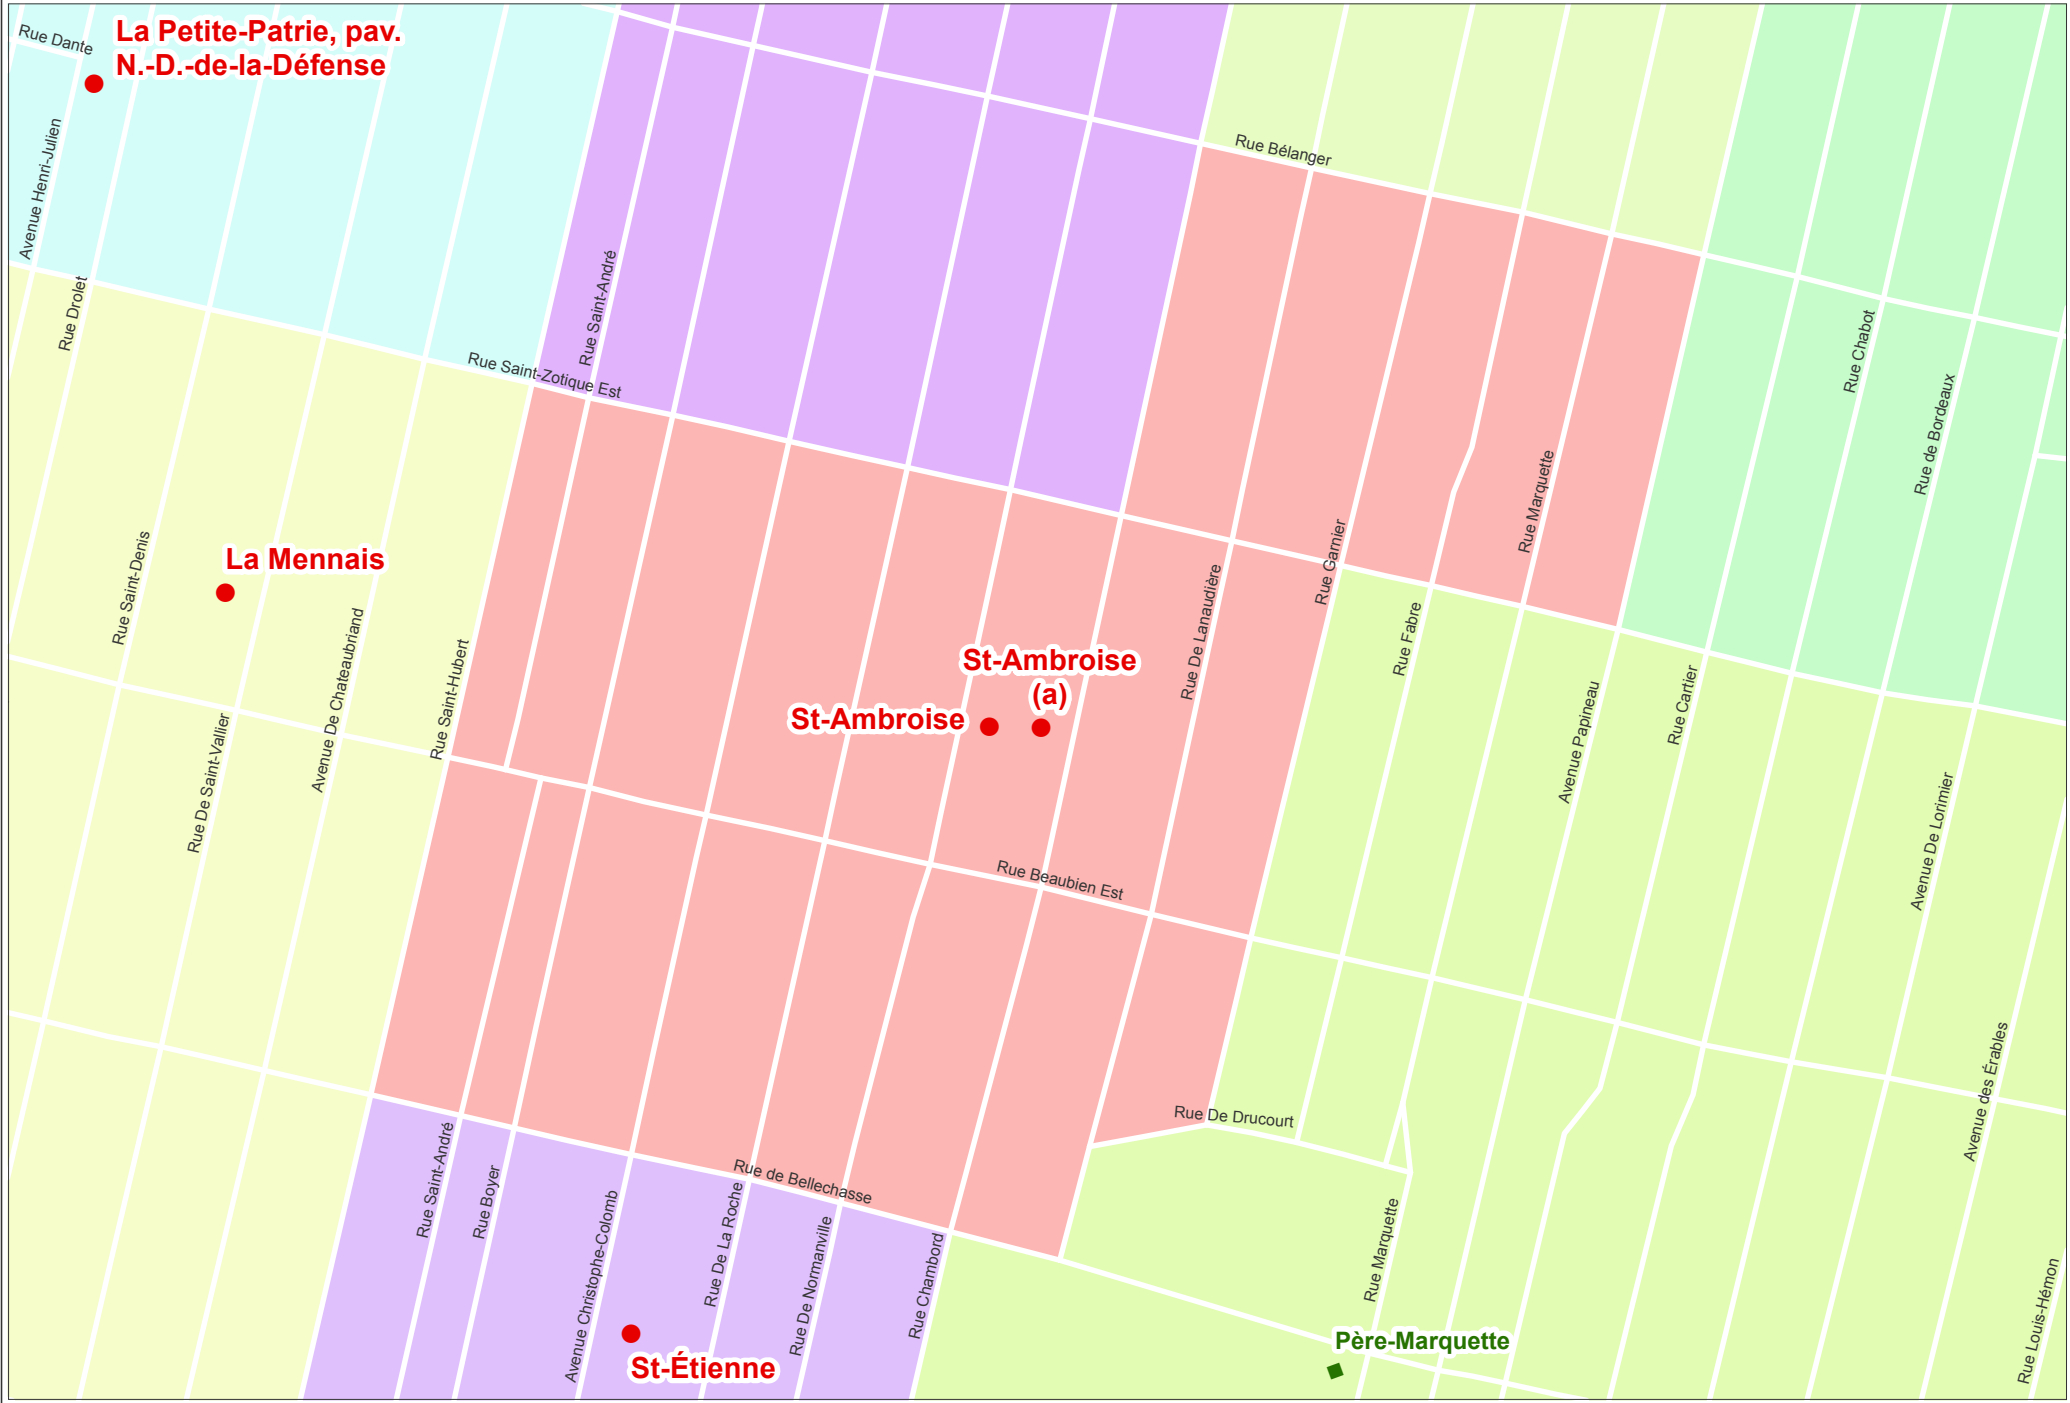 Rue Dante
La Petite-Patrie, pav.
N.-D.-de-la-Défense
Avenue Henri-Julien
Rue Bélanger
Rue Drolet
Rue Saint-André
Rue Saint-Zotique Est
Rue Chabot
Rue de Bordeaux
Rue Marquette
Rue Saint-Denis
La Mennais
Rue Garnier
Rue De Lanaudière
Rue Fabre
Avenue De Chateaubriand
Rue Saint-Hubert
St-Ambroise
(a)
St-Ambroise
Avenue Papineau
Rue Cartier
Rue De Saint-Vallier
Avenue De Lorimier
Rue Beaubien Est
Rue De Drucourt
Avenue des Érables
Rue Saint-André
Rue Boyer
Rue de Bellechasse
Avenue Christophe-Colomb
Rue De La Roche
Rue De Normanville
Rue Chambord
Rue Marquette
Rue Louis-Hémon
Père-Marquette
St-Étienne